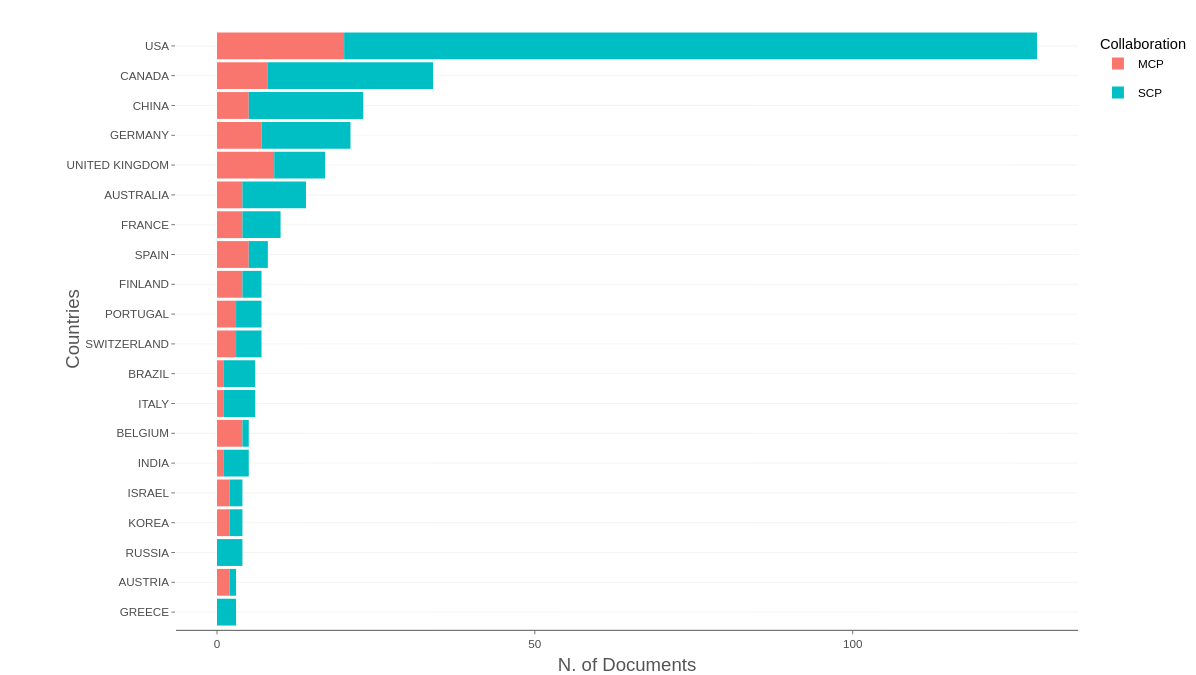 Collaboration
MCP
SCP
Countries
USA
CANADA
CHINA
GERMANY
UNITED KINGDOM
AUSTRALIA
FRANCE
SPAIN
FINLAND
PORTUGAL
SWITZERLAND
BRAZIL
ITALY
BELGIUM
INDIA
ISRAEL
KOREA
RUSSIA
AUSTRIA
GREECE
0 50 100
N. of Documents